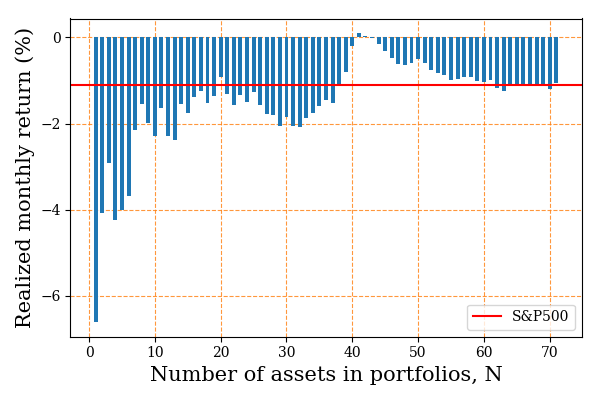 Realized monthly return (%)
0
−2
−4
−6
S&P500
0 10 20 30 40 50 60 70
Number of assets in portfolios, N